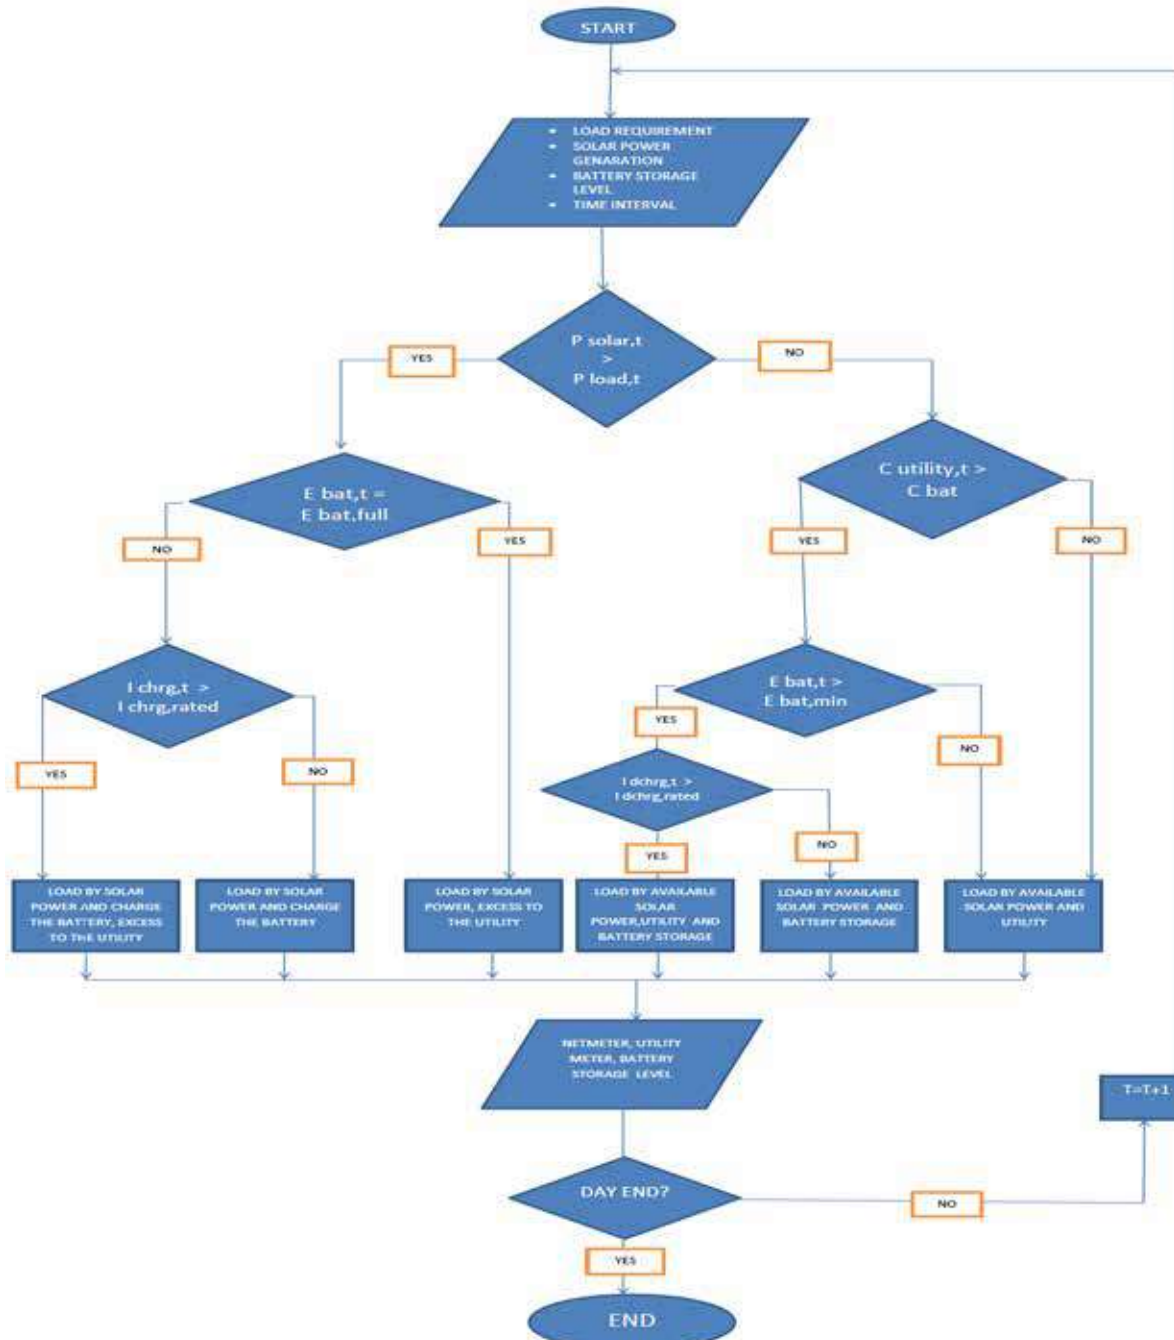 START
• LOAD REQUIREMENT
• SOLAR POWER
GENARATION
• BATTERY STORAGE
LEVEL
• TIME INTERVAL
P solar,t
>
P load,t
YES
NO
E bat,t =
E bat,full
C utility,t >
C bat
NO
YES
YES
NO
I chrg,t >
I chrg,rated
E bat,t >
E bat,min
YES
NO
YES
NO
I dchrg,t >
I dchrg,rated
YES
NO
LOAD BY SOLAR
POWER AND CHARGE
THE BATTERY, EXCESS
TO THE UTILITY
LOAD BY SOLAR
POWER AND CHARGE
THE BATTERY
LOAD BY SOLAR
POWER, EXCESS TO
THE UTILITY
LOAD BY AVAILABLE
SOLAR
POWER,UTILITY AND
BATTERY STORAGE
LOAD BY AVAILABLE
SOLAR POWER AND
BATTERY STORAGE
LOAD BY AVAILABLE
SOLAR POWER AND
UTILITY
NETMETER, UTILITY
METER, BATTERY
STORAGE LEVEL
T=T+1
DAY END?
NO
YES
END